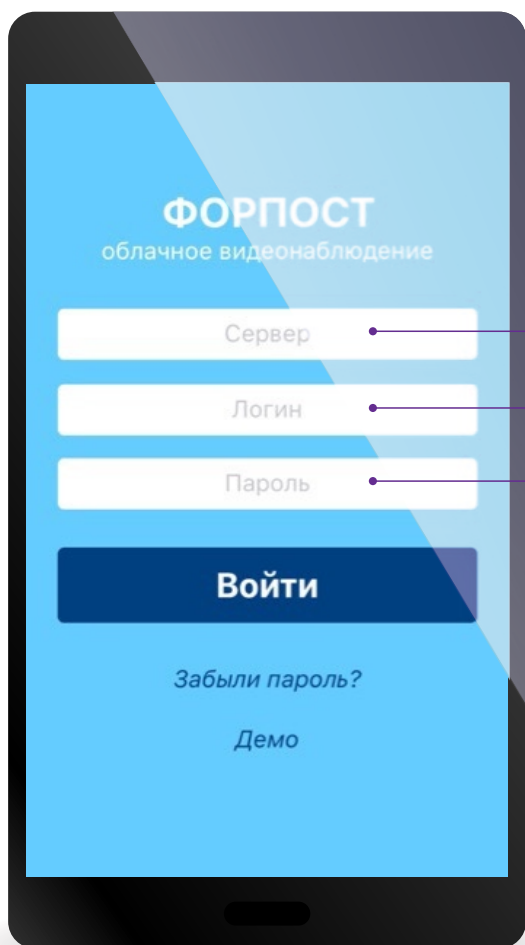 ФОРПОСТ
облачное видеонаблюдение
Сервер
Логин
Пароль
Войти
Забыли пароль?
Демо